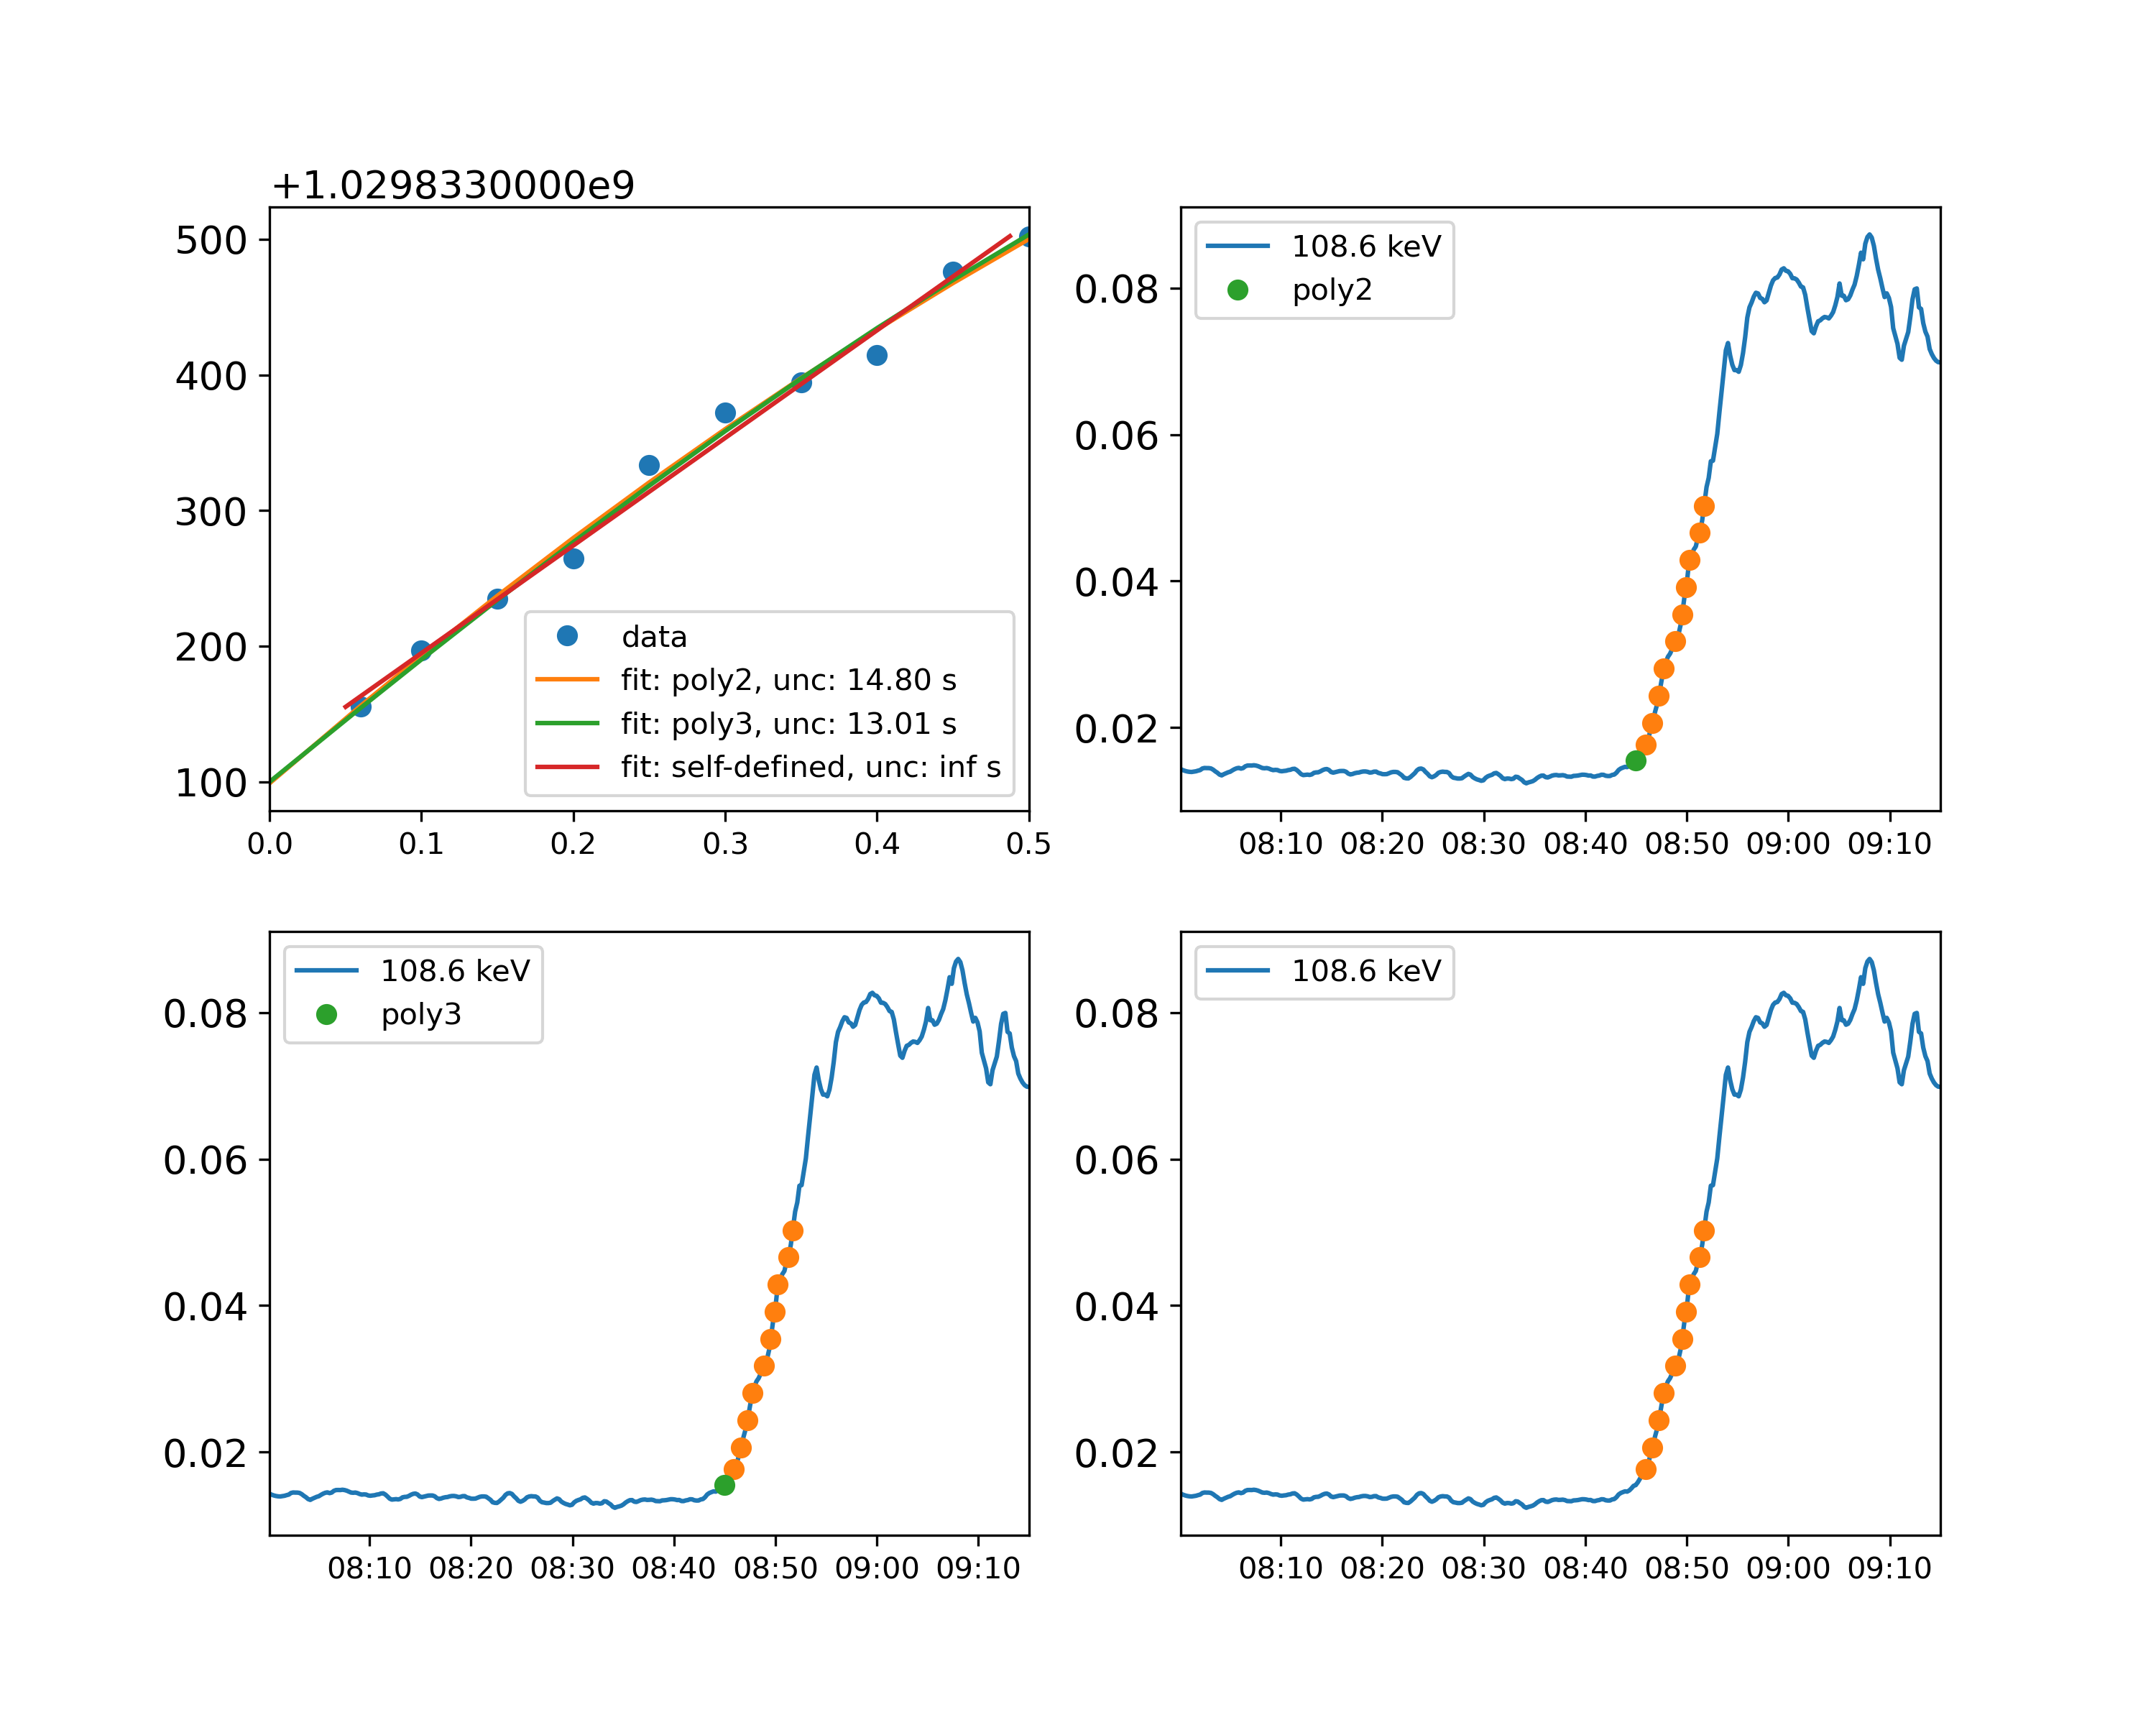 +1.0298330000e9
500
400
300
200
100
0.0 0.1 0.2 0.3 0.4 0.5
data
fit: poly2, unc: 14.80 s
fit: poly3, unc: 13.01 s
fit: self-defined, unc: inf s
108.6 keV
poly2
0.08
0.06
0.04
0.02
08:10 08:20 08:30 08:40 08:50 09:00 09:10
108.6 keV
poly3
0.08
0.06
0.04
0.02
08:10 08:20 08:30 08:40 08:50 09:00 09:10
108.6 keV
0.08
0.06
0.04
0.02
08:10 08:20 08:30 08:40 08:50 09:00 09:10